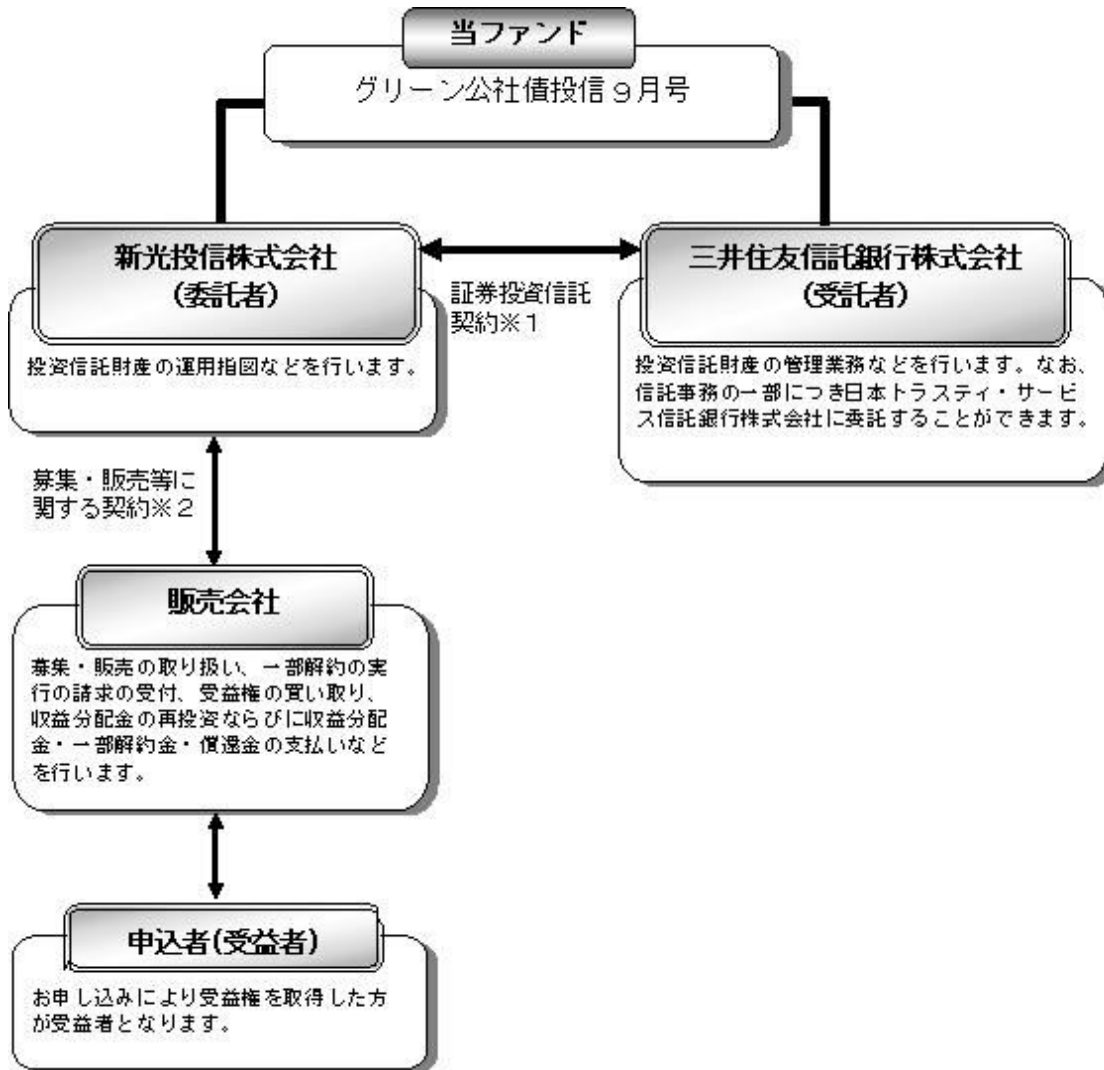 当ファンド
グリーン公社債投信９月号
新光投信株式会社
(委託者)
投資信託財産の運用指図などを行います。
証券投資信託
契約※１
三井住友信託銀行株式会社
(受託者)
投資信託財産の管理業務などを行います。なお、
信託事務の一部につき日本トラスティ・サービ
ス信託銀行株式会社に委託することができます。
募集・販売等に
関する契約※２
販売会社
募集・販売の取り扱い、一部解約の実
行の請求の受付、受益権の買い取り、
収益分配金の再投資ならびに収益分配
金・一部解約金・償還金の支払いなど
を行います。
申込者(受益者)
お申し込みにより受益権を取得した方
が受益者となります。